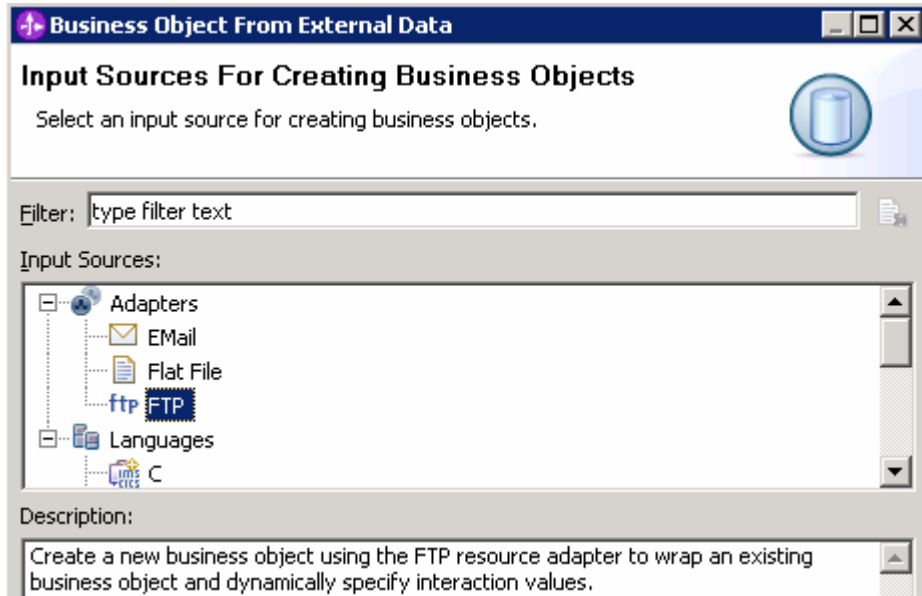 Business Object From External Data
Input Sources For Creating Business Objects
Select an input source for creating business objects.
Filter: type filter text
Input Sources:
Adapters
EMail
Flat File
ftp FTP
Languages
ims cics C
Description:
Create a new business object using the FTP resource adapter to wrap an existing
business object and dynamically specify interaction values.